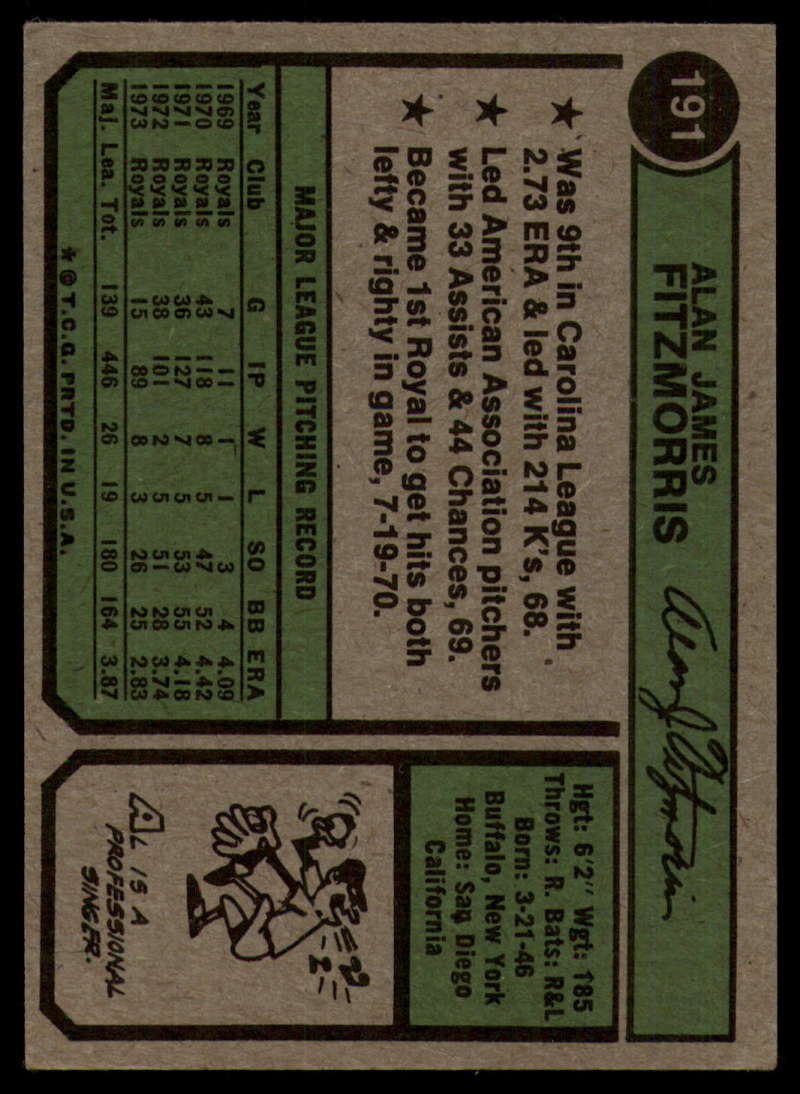 191
ALAN JAMES
FITZMORRIS
Alan J. Fitzmorris
★ Was 9th in Carolina League with
2.73 ERA & led with 214 K's, 68.
★ Led American Association pitchers
with 33 Assists & 44 Chances, 69.
★ Became 1st Royal to get hits both
lefty & righty in game, 7-19-70.
MAJOR LEAGUE PITCHING RECORD
Year Club G IP W L SO BB ERA
1969 Royals 7 11 1 1 3 4 4.09
1970 Royals 43 118 8 5 47 52 4.42
1971 Royals 36 127 7 5 53 55 4.18
1972 Royals 38 101 2 5 51 28 3.74
1973 Royals 15 89 8 3 26 25 2.83
Maj. Lea. Tot. 139 446 26 19 180 164 3.87
★ © T.C.G. PRTD. IN U.S.A.
Hgt: 6'2" Wgt: 185
Throws: R. Bats: R&L
Born: 3-21-46
Buffalo, New York
Home: San Diego
California
AL IS A
PROFESSIONAL
SINGER.